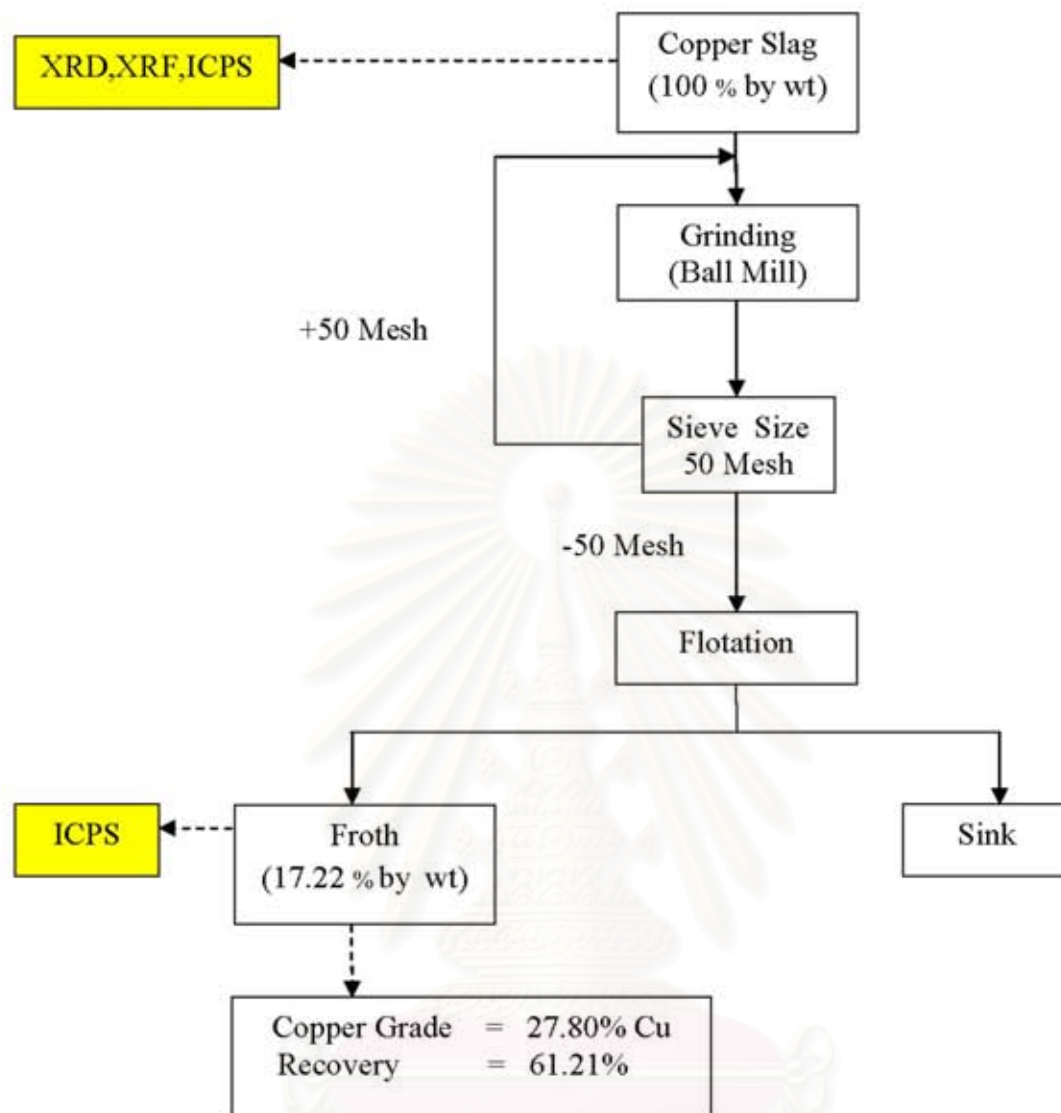 XRD,XRF,ICPS
Copper Slag
(100 % by wt)
Grinding
(Ball Mill)
+50 Mesh
Sieve Size
50 Mesh
-50 Mesh
Flotation
ICPS
Froth
(17.22 % by wt)
Sink
Copper Grade = 27.80% Cu
Recovery = 61.21%